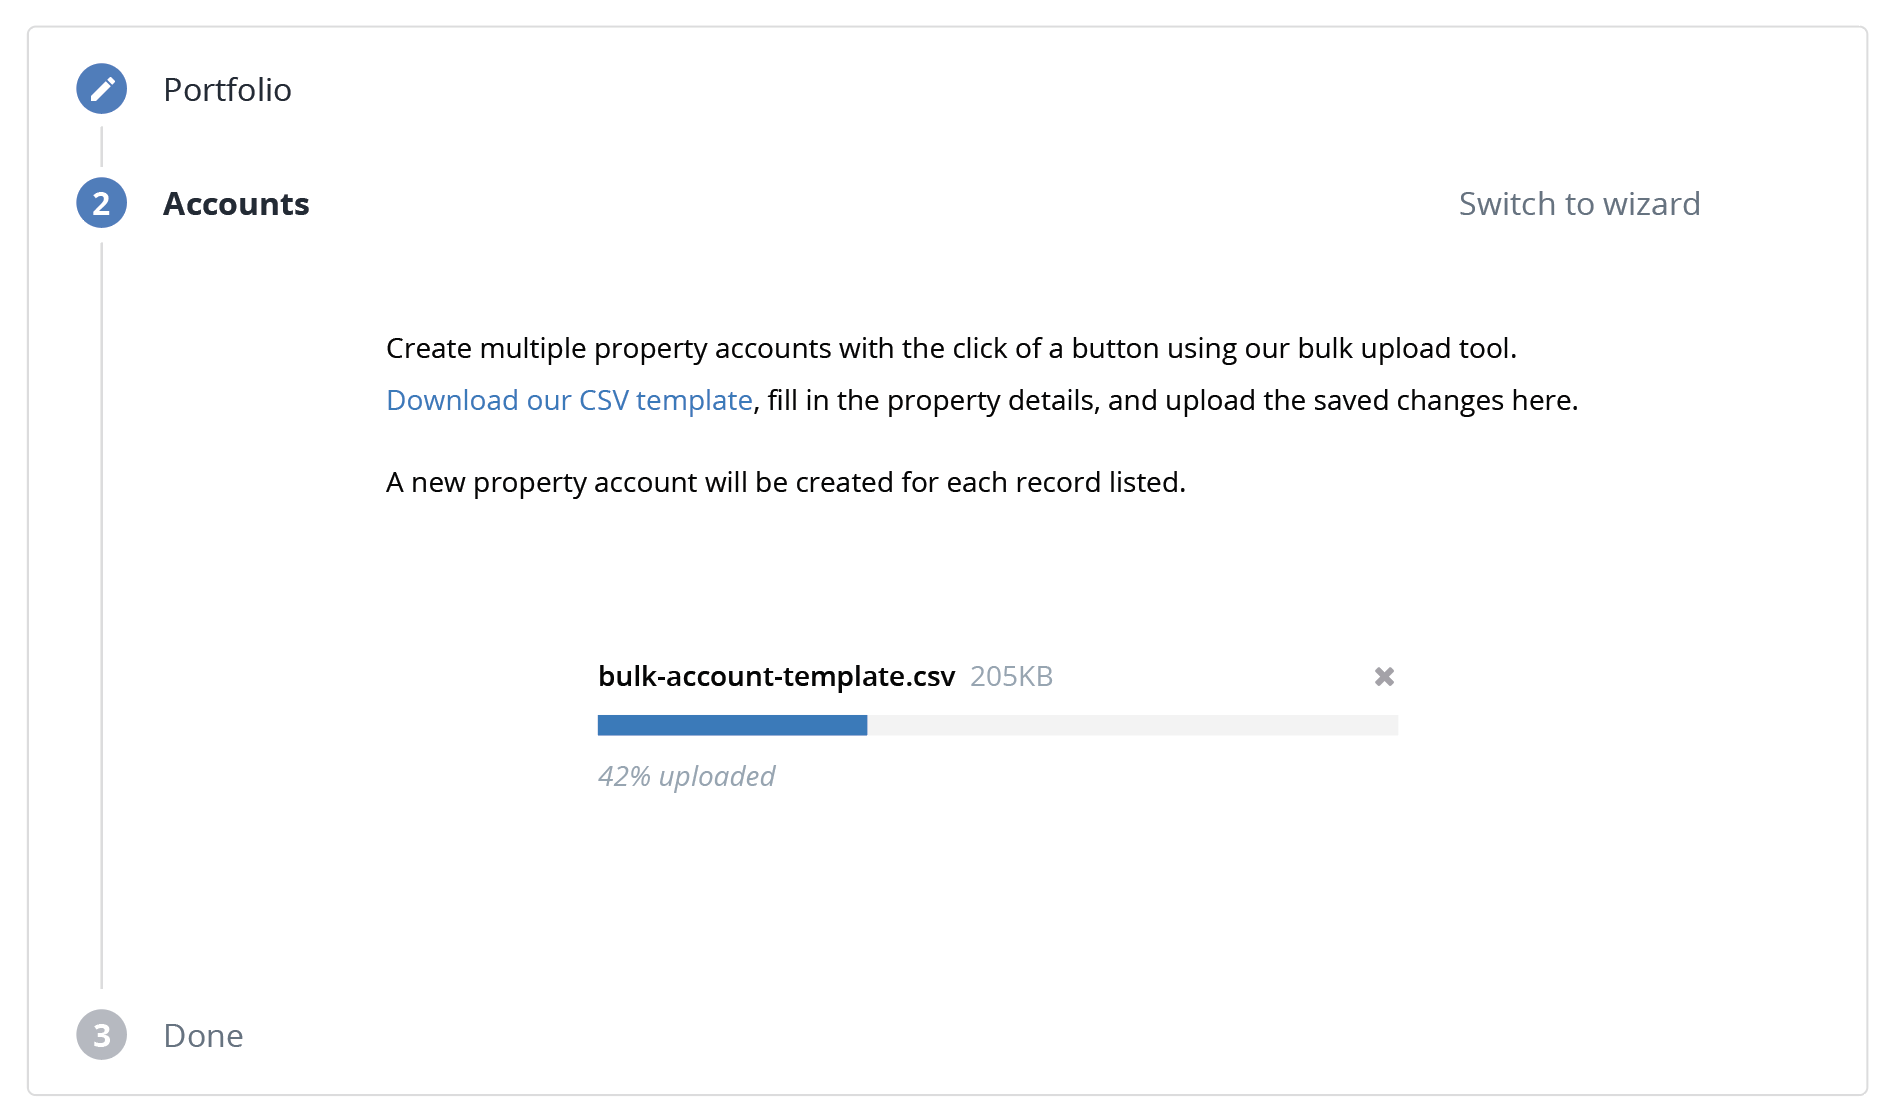 Portfolio
2 Accounts Switch to wizard
Create multiple property accounts with the click of a button using our bulk upload tool.
Download our CSV template, fill in the property details, and upload the saved changes here.
A new property account will be created for each record listed.
bulk-account-template.csv 205KB
42% uploaded
3 Done